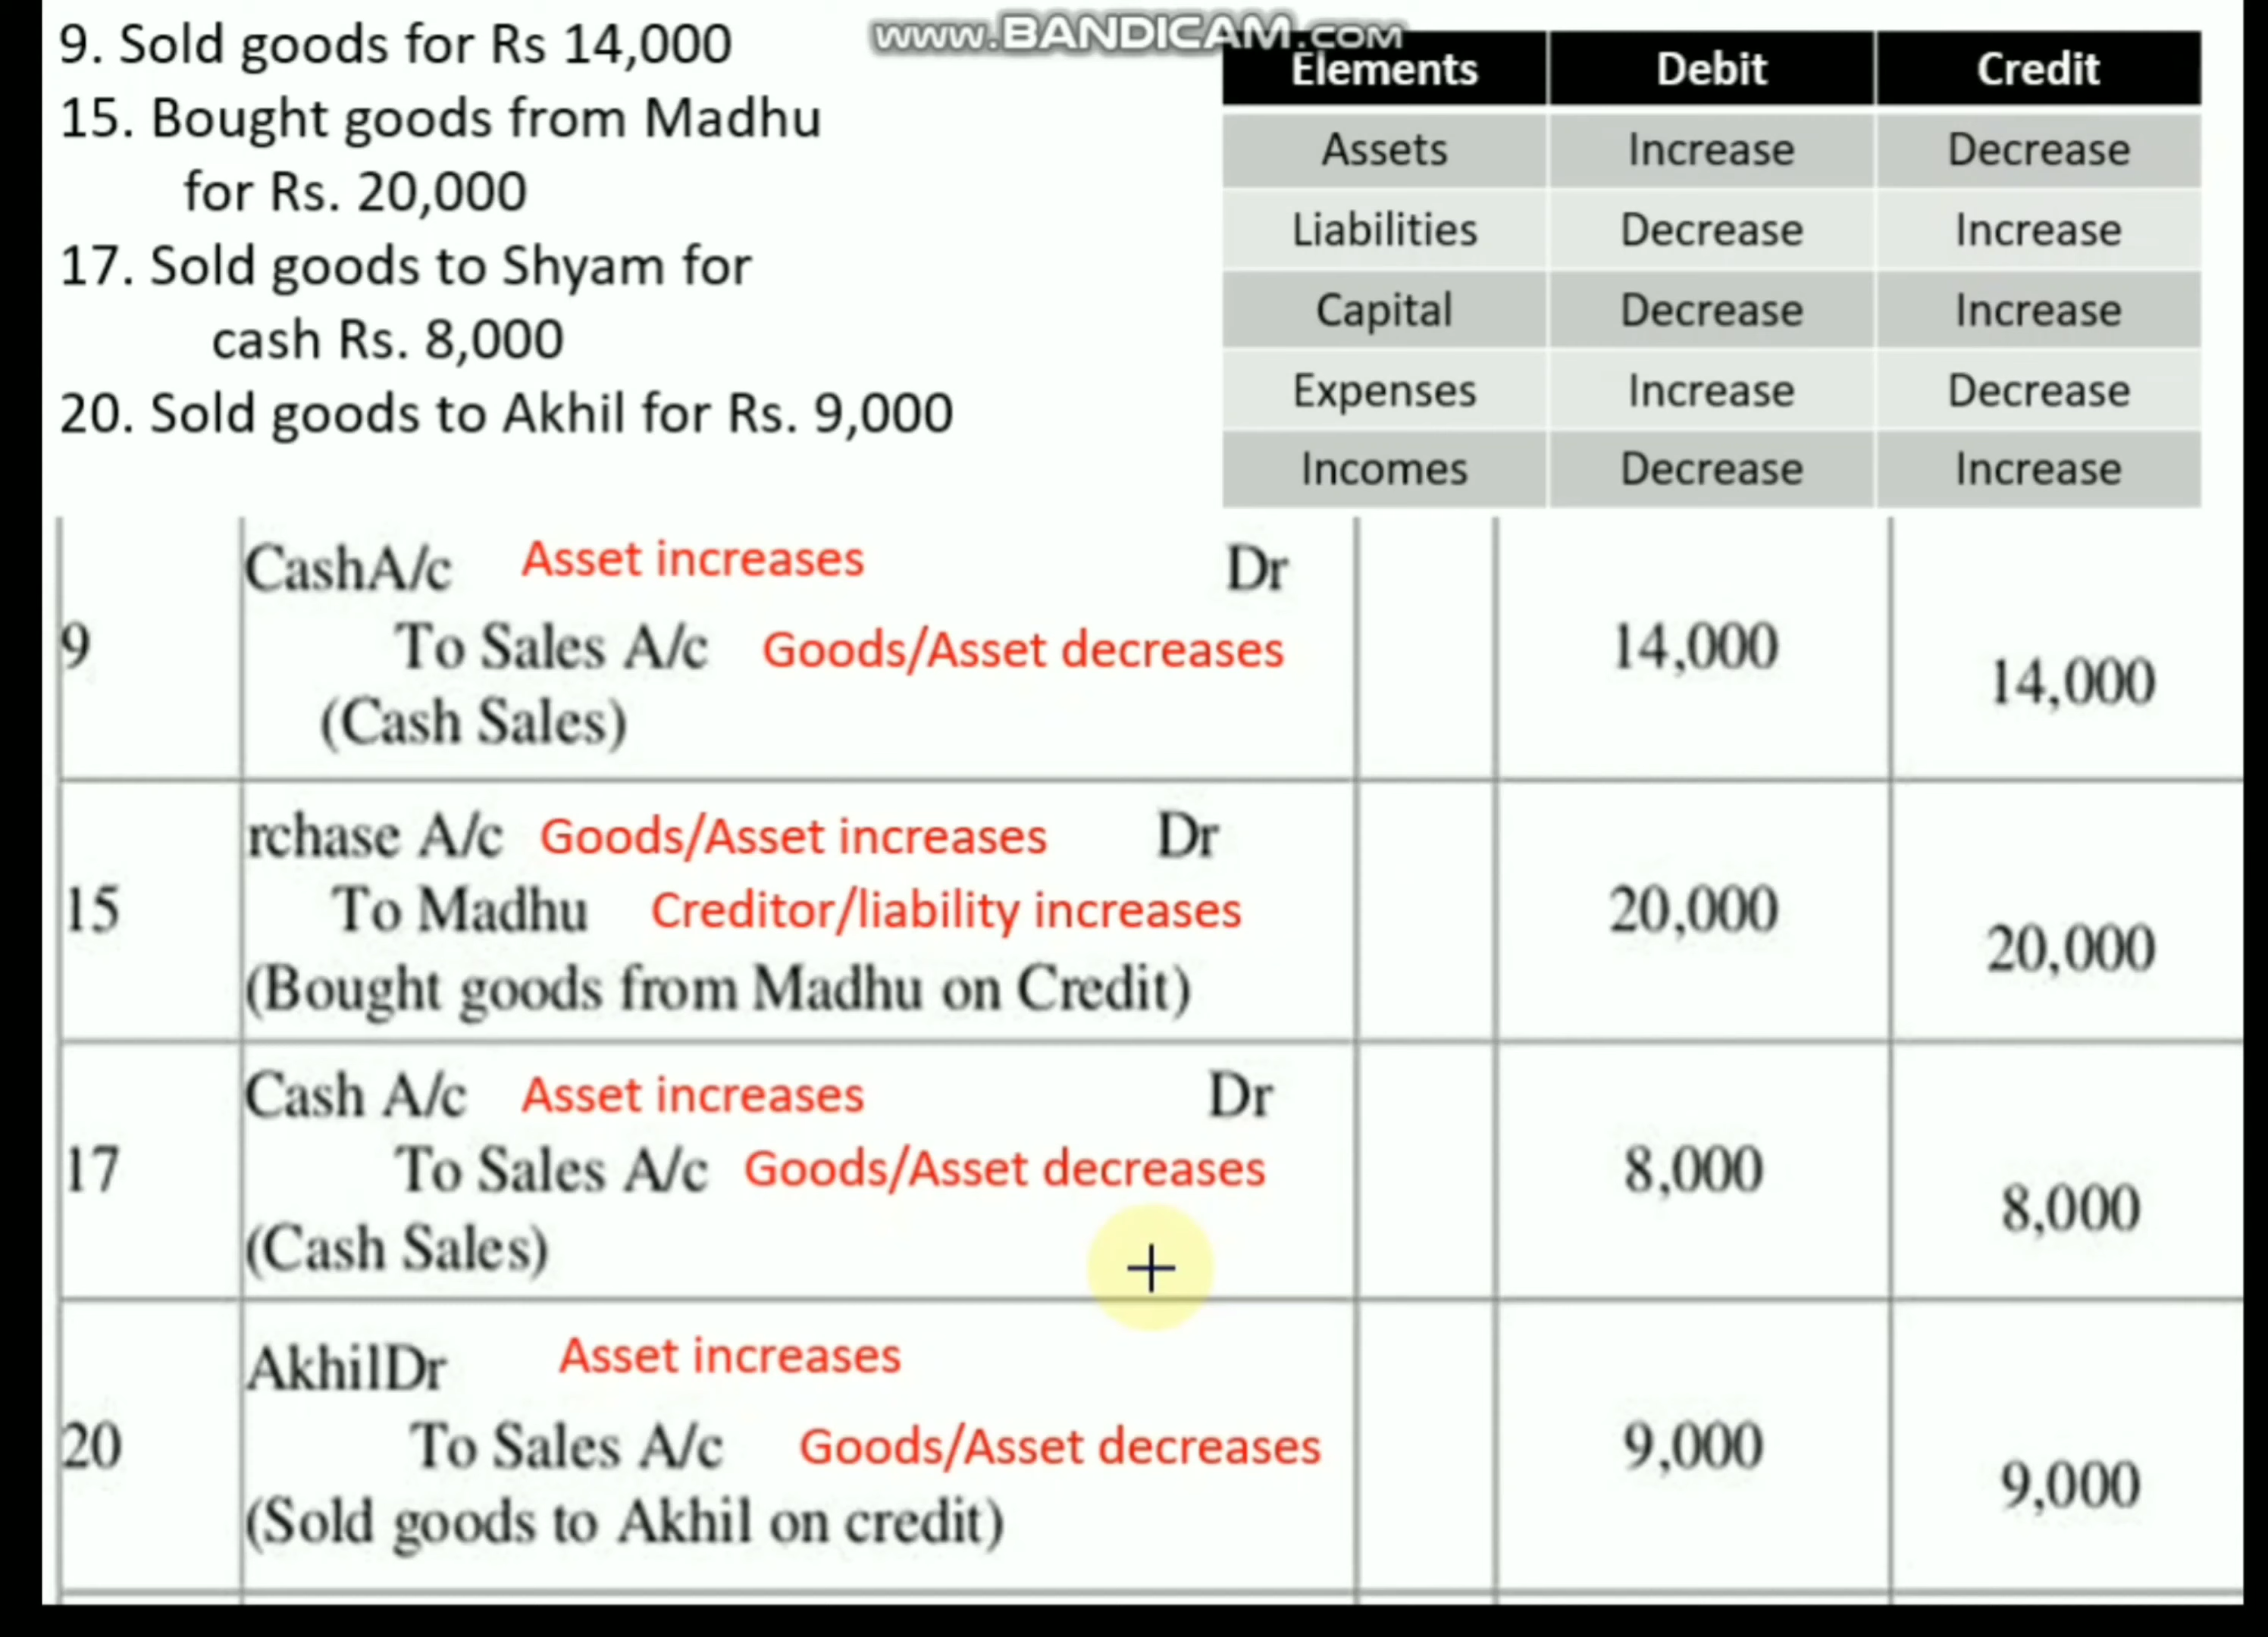 www.BANDICAM.com
9. Sold goods for Rs 14,000
15. Bought goods from Madhu
for Rs. 20,000
17. Sold goods to Shyam for
cash Rs. 8,000
20. Sold goods to Akhil for Rs. 9,000
Elements Debit Credit
Assets Increase Decrease
Liabilities Decrease Increase
Capital Decrease Increase
Expenses Increase Decrease
Incomes Decrease Increase
CashA/c Asset increases Dr
9 To Sales A/c Goods/Asset decreases 14,000 14,000
(Cash Sales)
rchase A/c Goods/Asset increases Dr
15 To Madhu Creditor/liability increases 20,000 20,000
(Bought goods from Madhu on Credit)
Cash A/c Asset increases Dr
17 To Sales A/c Goods/Asset decreases 8,000 8,000
(Cash Sales)
AkhilDr Asset increases
20 To Sales A/c Goods/Asset decreases 9,000 9,000
(Sold goods to Akhil on credit)